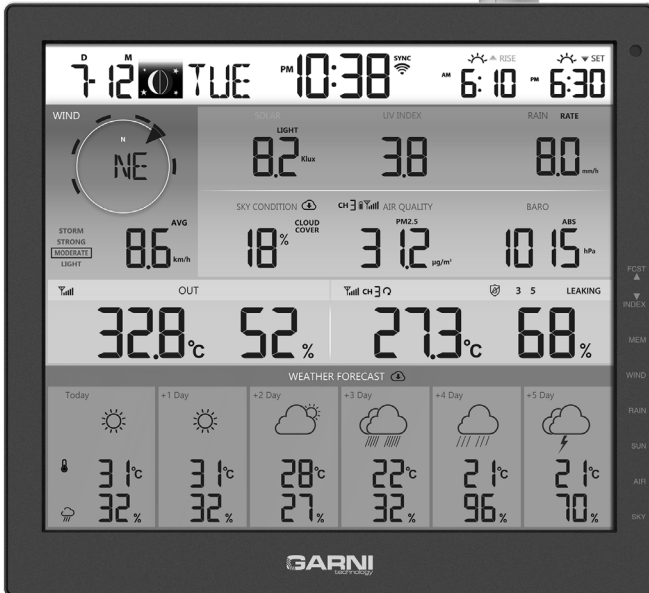 D M SYNC RISE SET
7-12 TUE PM 10:38 AM 6:10 PM 6:30
WIND SOLAR UV INDEX RAIN RATE
N LIGHT
NE 8.2 Klux 3.8 8.0 mm/h
SKY CONDITION CH 3 AIR QUALITY BARO
AVG CLOUD COVER PM2.5 ABS
STORM
STRONG
MODERATE
LIGHT
8.6 km/h 18 % 31.2 µg/m³ 1015 hPa
OUT CH 3 3 5 LEAKING
32.8 °C 52 % 27.3 °C 68 %
WEATHER FORECAST
Today +1 Day +2 Day +3 Day +4 Day +5 Day
31°C 31°C 28°C 22°C 21°C 21°C
32% 32% 27% 32% 96% 70%
FCST
INDEX
MEM
WIND
RAIN
SUN
AIR
SKY
GARNI
technology